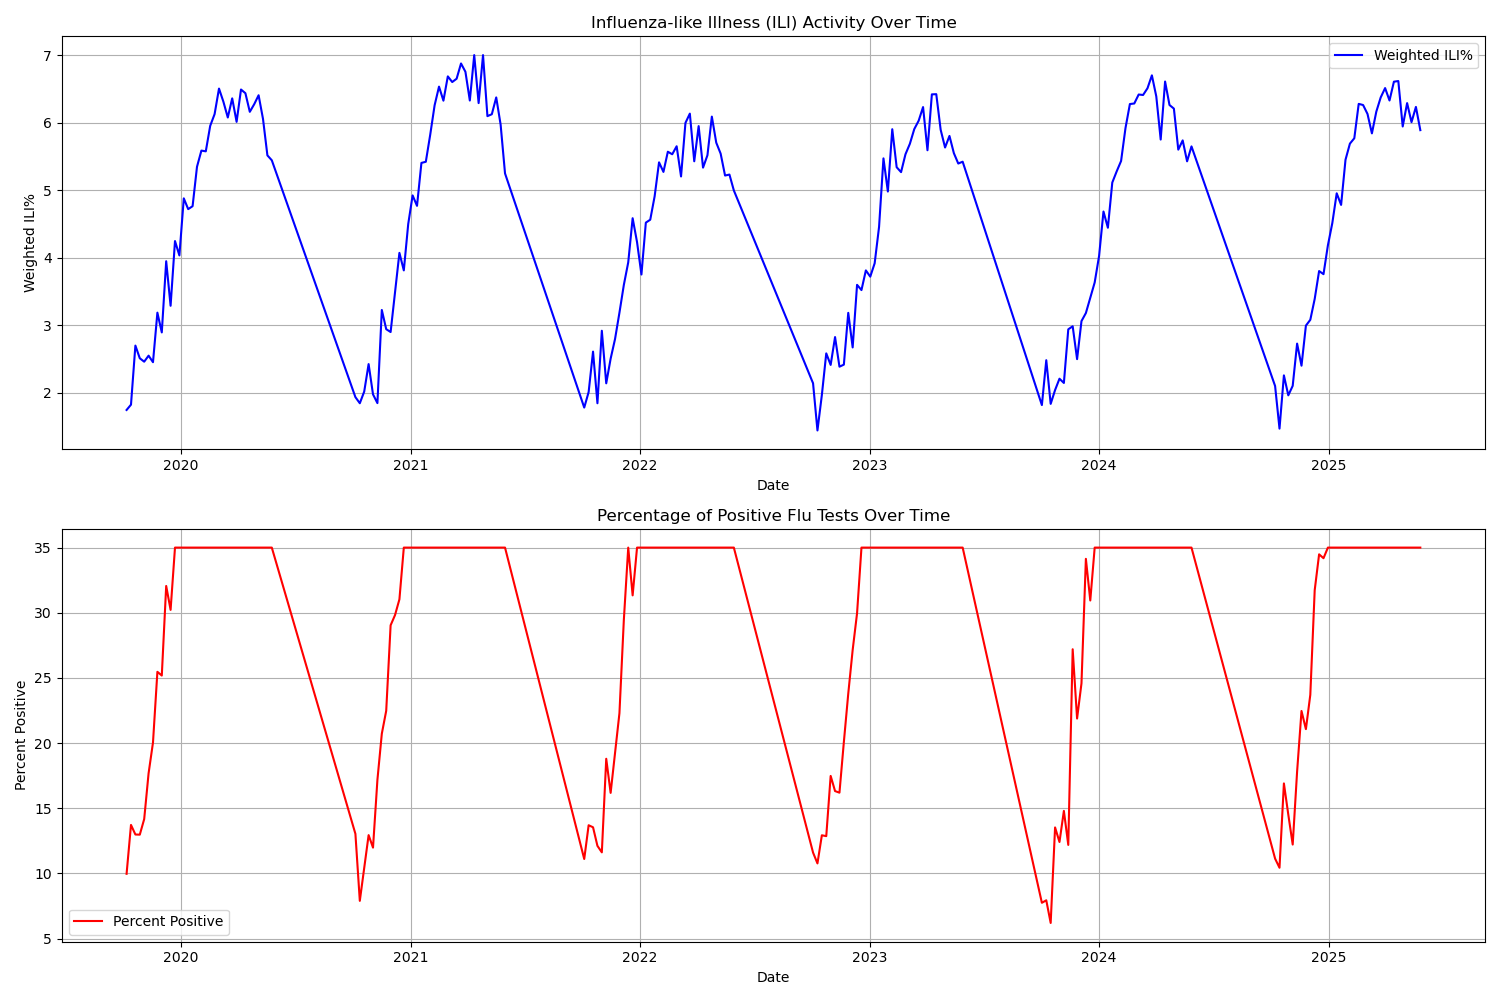 Influenza-like Illness (ILI) Activity Over Time
Weighted ILI%
7
6
5
4
3
2
Weighted ILI%
2020 2021 2022 2023 2024 2025
Date
Percentage of Positive Flu Tests Over Time
35
30
25
20
15
10
5
Percent Positive
Percent Positive
2020 2021 2022 2023 2024 2025
Date